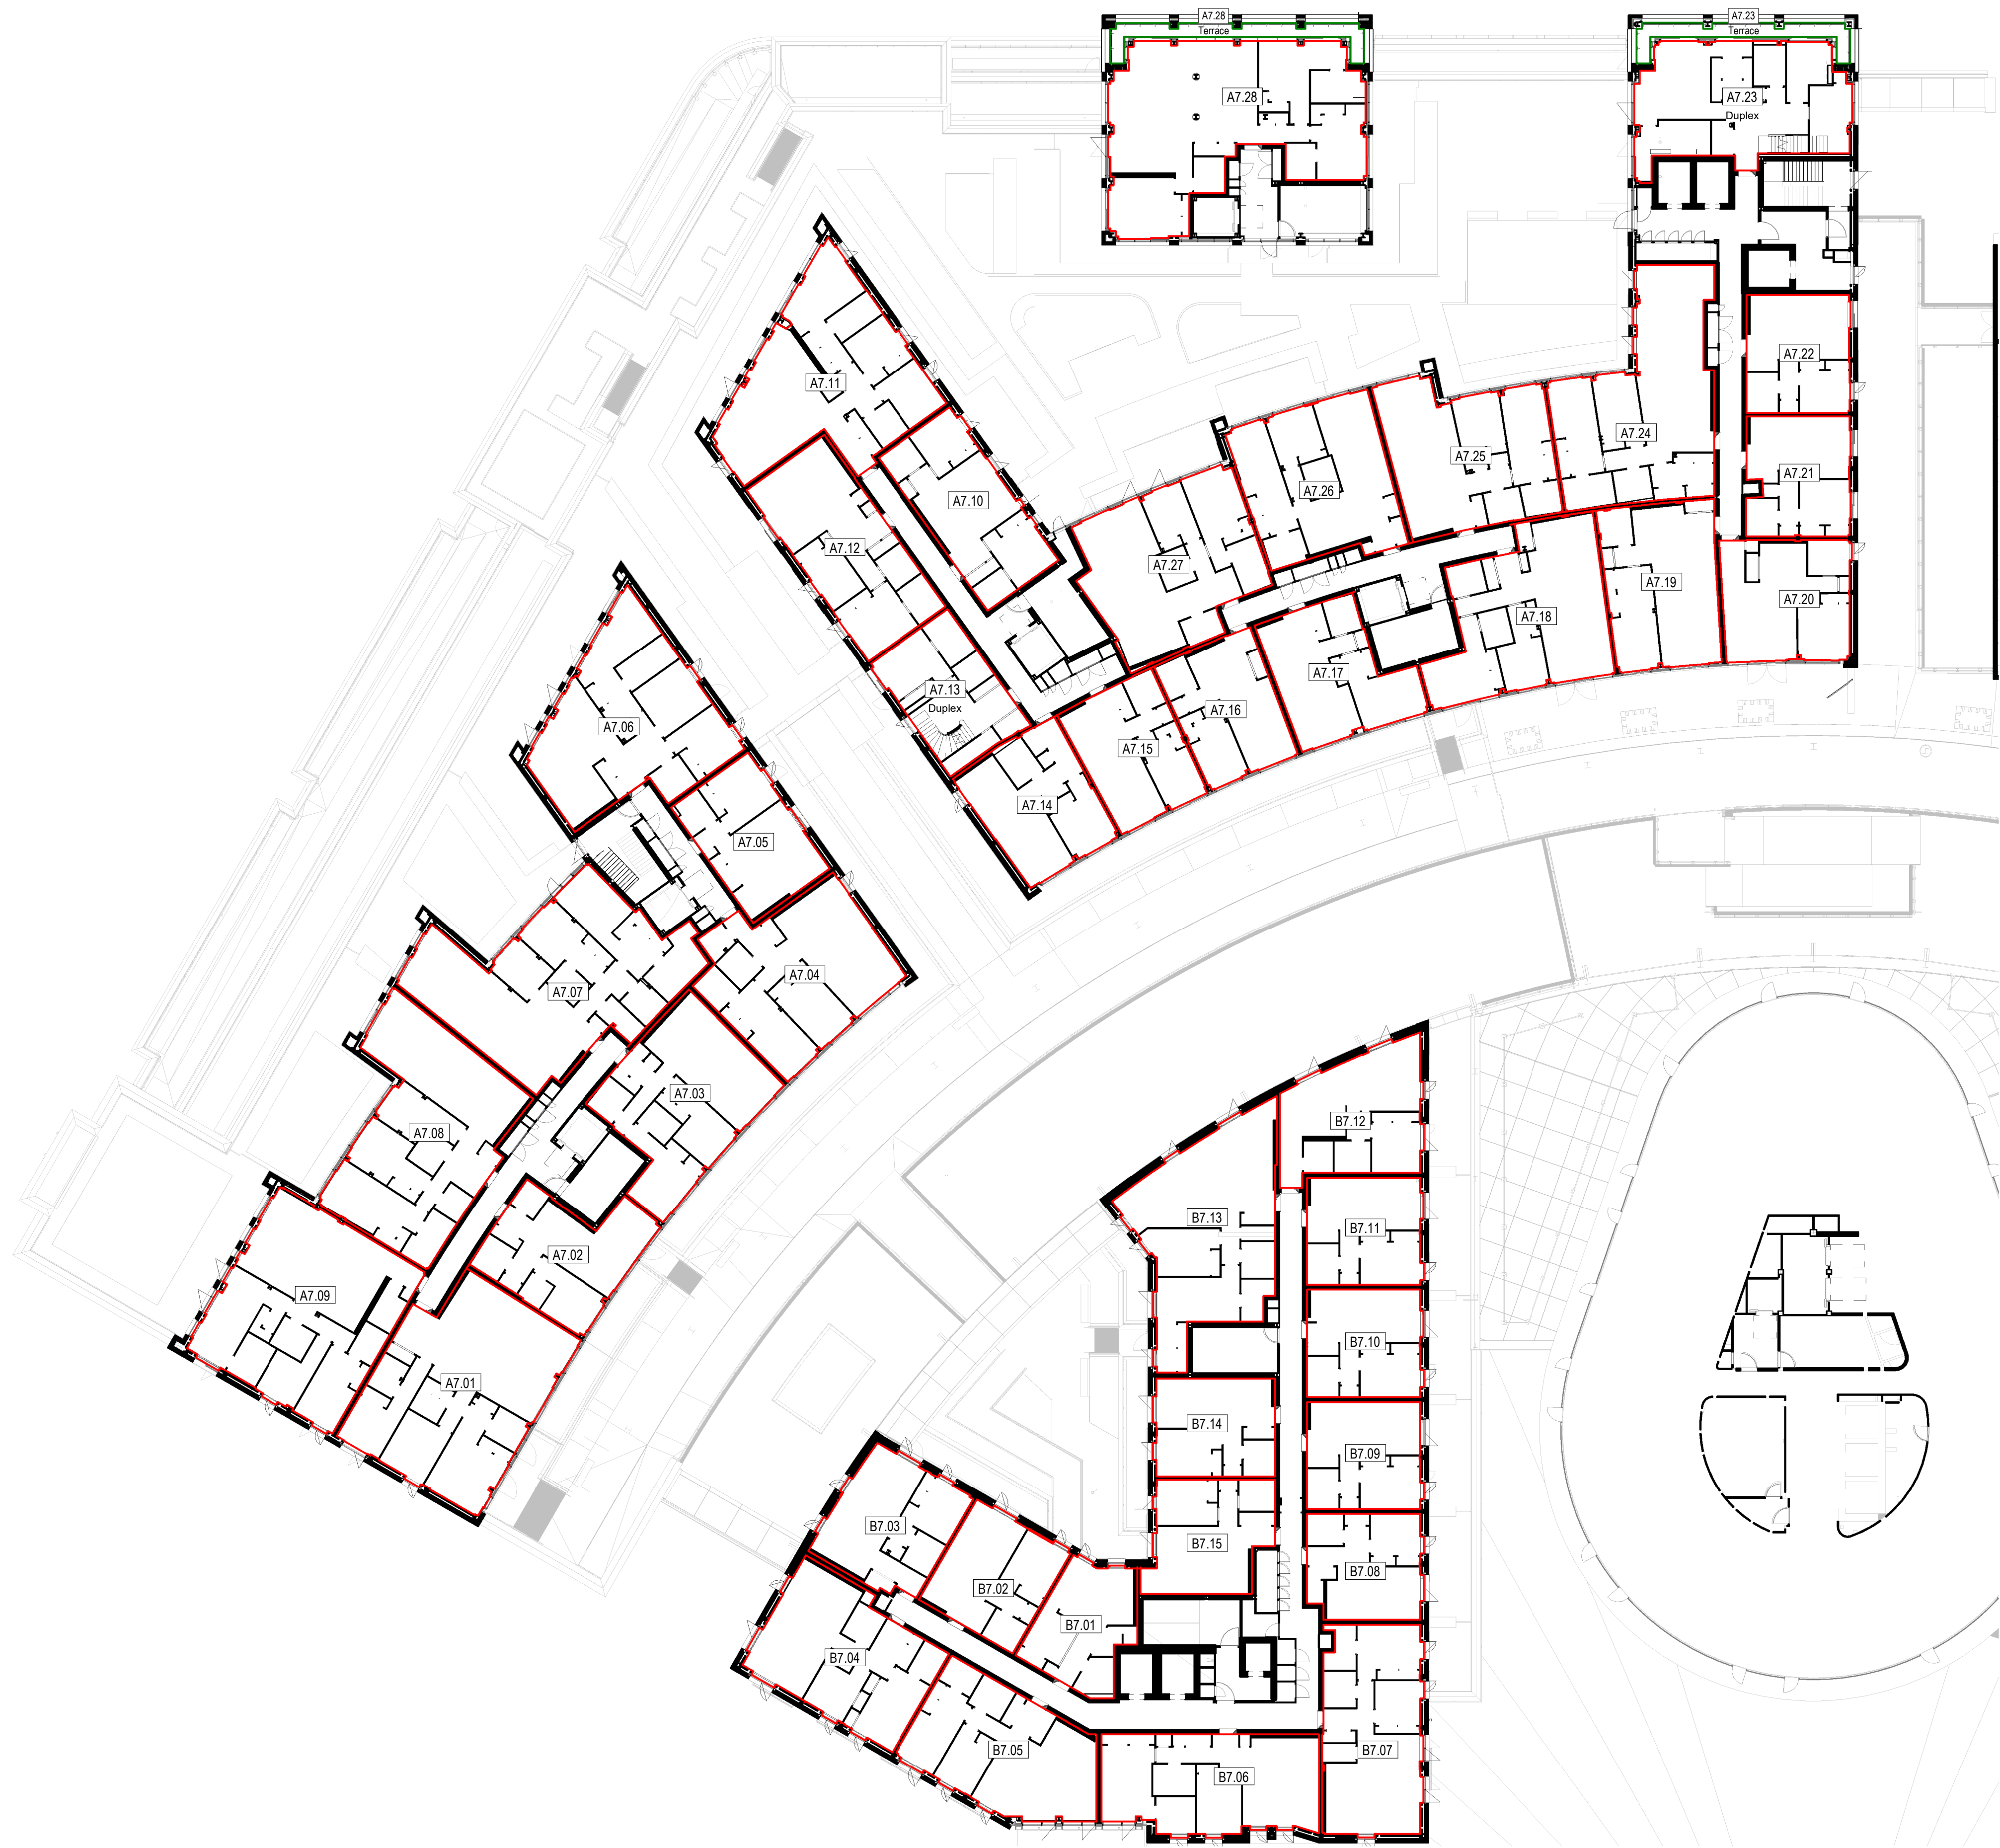 A7.28
Terrace
A7.23
Terrace
A7.28
A7.23
Duplex
A7.22
A7.11
A7.24
A7.25
A7.21
A7.26
A7.10
A7.12
A7.27
A7.19
A7.20
A7.18
A7.17
A7.13
Duplex
A7.16
A7.06
A7.15
A7.14
A7.05
A7.04
A7.07
A7.03
B7.12
A7.08
B7.13
B7.11
A7.02
A7.09
B7.10
A7.01
B7.14
B7.09
B7.03
B7.15
B7.08
B7.02
B7.01
B7.04
B7.05
B7.07
B7.06